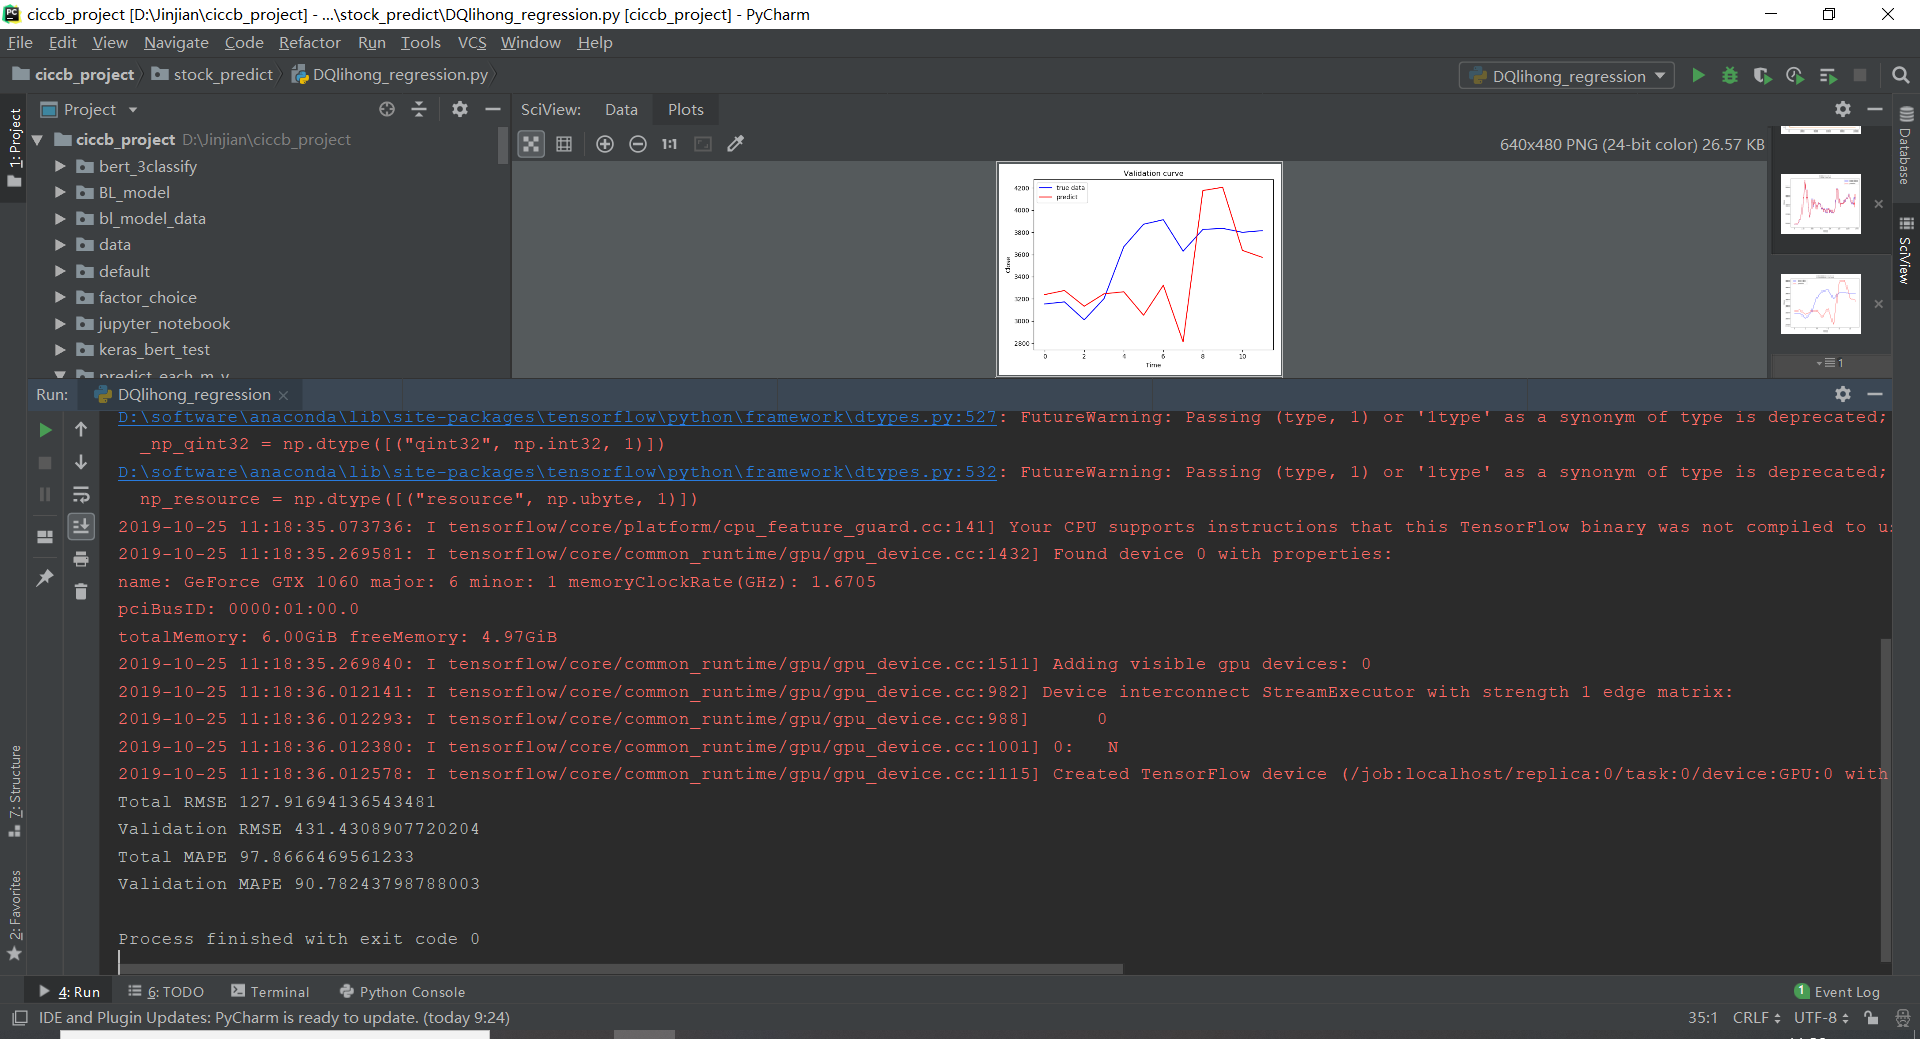 ciccb_project [D:\Jinjian\ciccb_project] - ...\stock_predict\DQlihong_regression.py [ciccb_project] - PyCharm
File Edit View Navigate Code Refactor Run Tools VCS Window Help
ciccb_project stock_predict DQlihong_regression.py DQlihong_regression
1: Project
Project
ciccb_project D:\Jinjian\ciccb_project
bert_3classify
BL_model
bl_model_data
data
default
factor_choice
jupyter_notebook
keras_bert_test
predict_each_m_y
SciView: Data Plots
1:1 640x480 PNG (24-bit color) 26.57 KB
Validation curve
true data
predict
4200
4000
3800
3600
3400
3200
3000
2800
Close
0 2 4 6 8 10
Time
1
Database
SciView
Run: DQlihong_regression
D:\software\anaconda\lib\site-packages\tensorflow\python\framework\dtypes.py:527: FutureWarning: Passing (type, 1) or '1type' as a synonym of type is deprecated;
_np_qint32 = np.dtype([("qint32", np.int32, 1)])
D:\software\anaconda\lib\site-packages\tensorflow\python\framework\dtypes.py:532: FutureWarning: Passing (type, 1) or '1type' as a synonym of type is deprecated;
np_resource = np.dtype([("resource", np.ubyte, 1)])
2019-10-25 11:18:35.073736: I tensorflow/core/platform/cpu_feature_guard.cc:141] Your CPU supports instructions that this TensorFlow binary was not compiled to
2019-10-25 11:18:35.269581: I tensorflow/core/common_runtime/gpu/gpu_device.cc:1432] Found device 0 with properties:
name: GeForce GTX 1060 major: 6 minor: 1 memoryClockRate(GHz): 1.6705
pciBusID: 0000:01:00.0
totalMemory: 6.00GiB freeMemory: 4.97GiB
2019-10-25 11:18:35.269840: I tensorflow/core/common_runtime/gpu/gpu_device.cc:1511] Adding visible gpu devices: 0
2019-10-25 11:18:36.012141: I tensorflow/core/common_runtime/gpu/gpu_device.cc:982] Device interconnect StreamExecutor with strength 1 edge matrix:
2019-10-25 11:18:36.012293: I tensorflow/core/common_runtime/gpu/gpu_device.cc:988]      0
2019-10-25 11:18:36.012380: I tensorflow/core/common_runtime/gpu/gpu_device.cc:1001] 0:   N
2019-10-25 11:18:36.012578: I tensorflow/core/common_runtime/gpu/gpu_device.cc:1115] Created TensorFlow device (/job:localhost/replica:0/task:0/device:GPU:0 with
Total RMSE 127.91694136543481
Validation RMSE 431.4308907720204
Total MAPE 97.8666469561233
Validation MAPE 90.78243798788003
Process finished with exit code 0
7: Structure
2: Favorites
4: Run 6: TODO Terminal Python Console 1 Event Log
IDE and Plugin Updates: PyCharm is ready to update. (today 9:24) 35:1 CRLF UTF-8